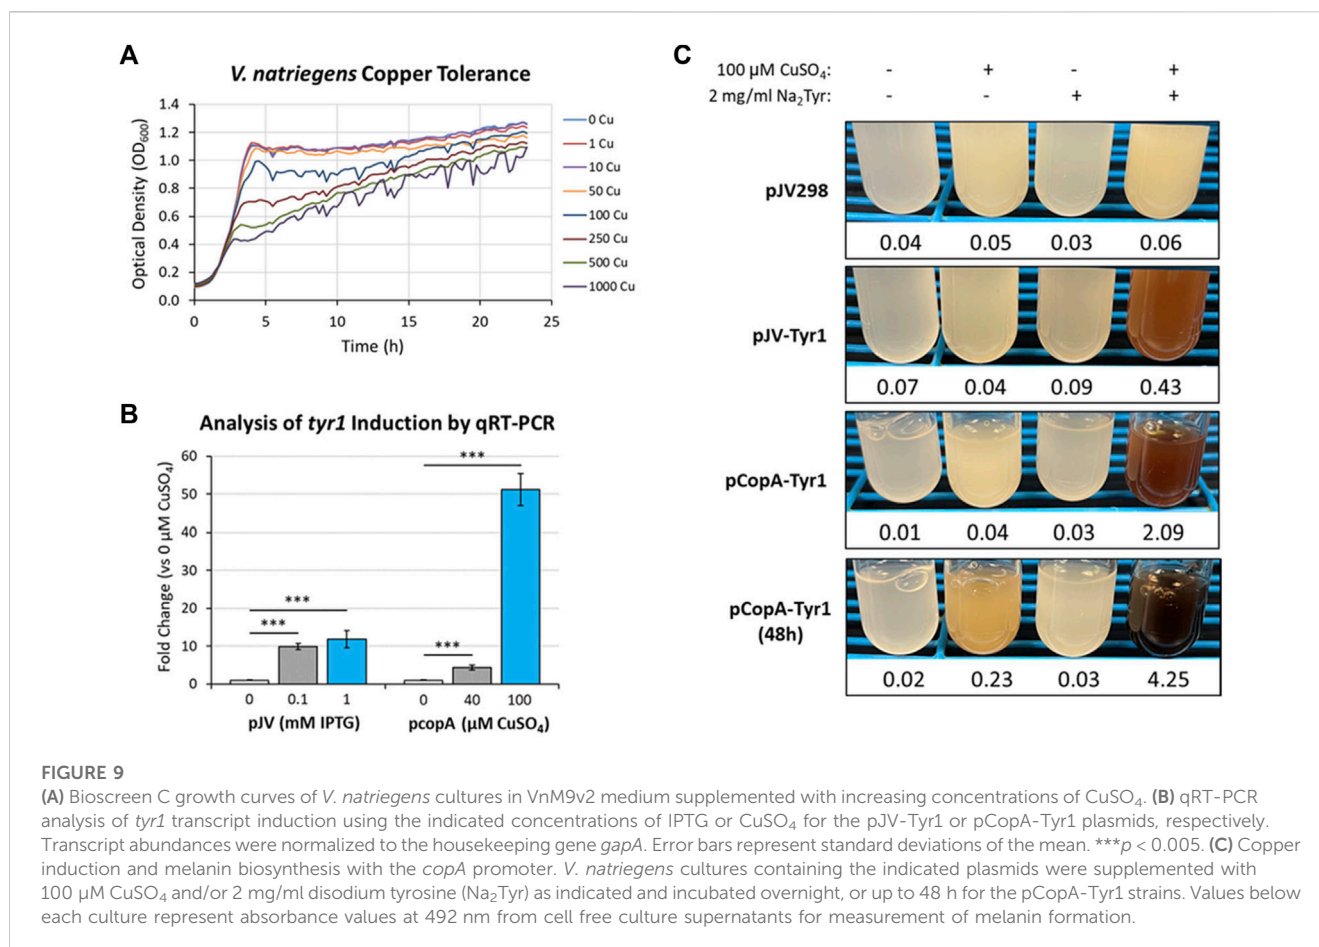 A
V. natriegens Copper Tolerance
Optical Density (OD600)
1.4
1.2
1.0
0.8
0.6
0.4
0.2
0.0
0 5 10 15 20 25
Time (h)
0 Cu
1 Cu
10 Cu
50 Cu
100 Cu
250 Cu
500 Cu
1000 Cu
B
Analysis of tyr1 Induction by qRT-PCR
Fold Change (vs 0 µM CuSO4)
60
50
40
30
20
10
0
***
***
***
***
0 0.1 1 0 40 100
pJV (mM IPTG) pcopA (µM CuSO4)
C
100 µM CuSO4: - + - +
2 mg/ml Na2Tyr: - - + +
pJV298
0.04 0.05 0.03 0.06
pJV-Tyr1
0.07 0.04 0.09 0.43
pCopA-Tyr1
0.01 0.04 0.03 2.09
pCopA-Tyr1
(48h)
0.02 0.23 0.03 4.25
FIGURE 9
(A) Bioscreen C growth curves of V. natriegens cultures in VnM9v2 medium supplemented with increasing concentrations of CuSO4. (B) qRT-PCR
analysis of tyr1 transcript induction using the indicated concentrations of IPTG or CuSO4 for the pJV-Tyr1 or pCopA-Tyr1 plasmids, respectively.
Transcript abundances were normalized to the housekeeping gene gapA. Error bars represent standard deviations of the mean. ***p < 0.005. (C) Copper
induction and melanin biosynthesis with the copA promoter. V. natriegens cultures containing the indicated plasmids were supplemented with
100 µM CuSO4 and/or 2 mg/ml disodium tyrosine (Na2Tyr) as indicated and incubated overnight, or up to 48 h for the pCopA-Tyr1 strains. Values below
each culture represent absorbance values at 492 nm from cell free culture supernatants for measurement of melanin formation.